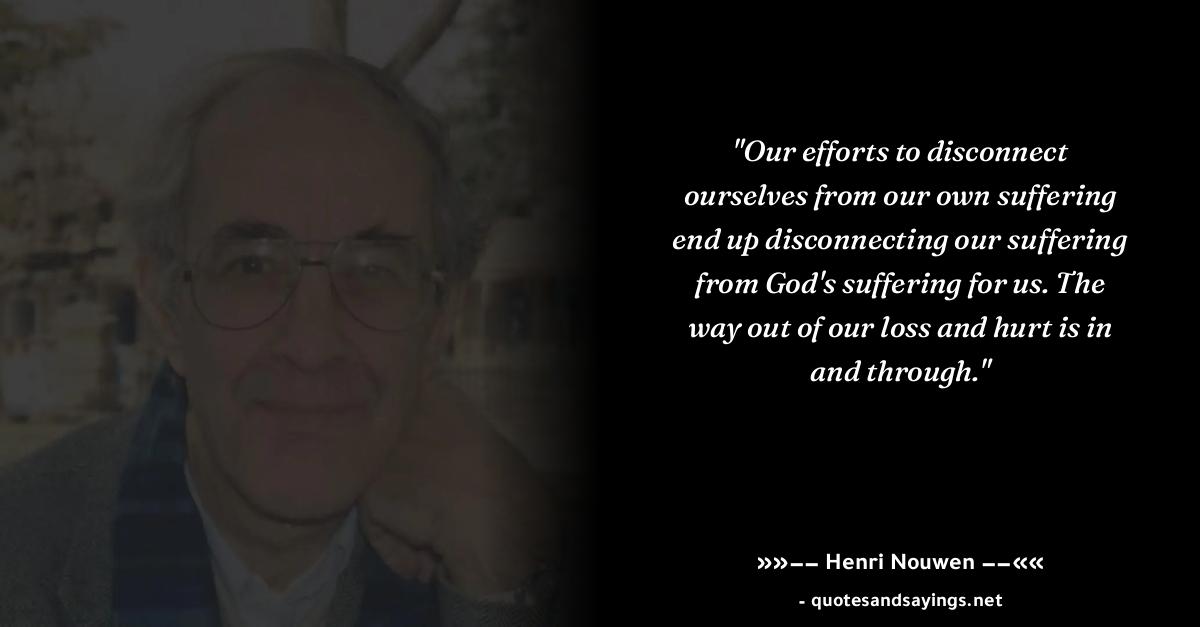 "Our efforts to disconnect
ourselves from our own suffering
end up disconnecting our suffering
from God's suffering for us. The
way out of our loss and hurt is in
and through."
»»–– Henri Nouwen ––««
- quotesandsayings.net